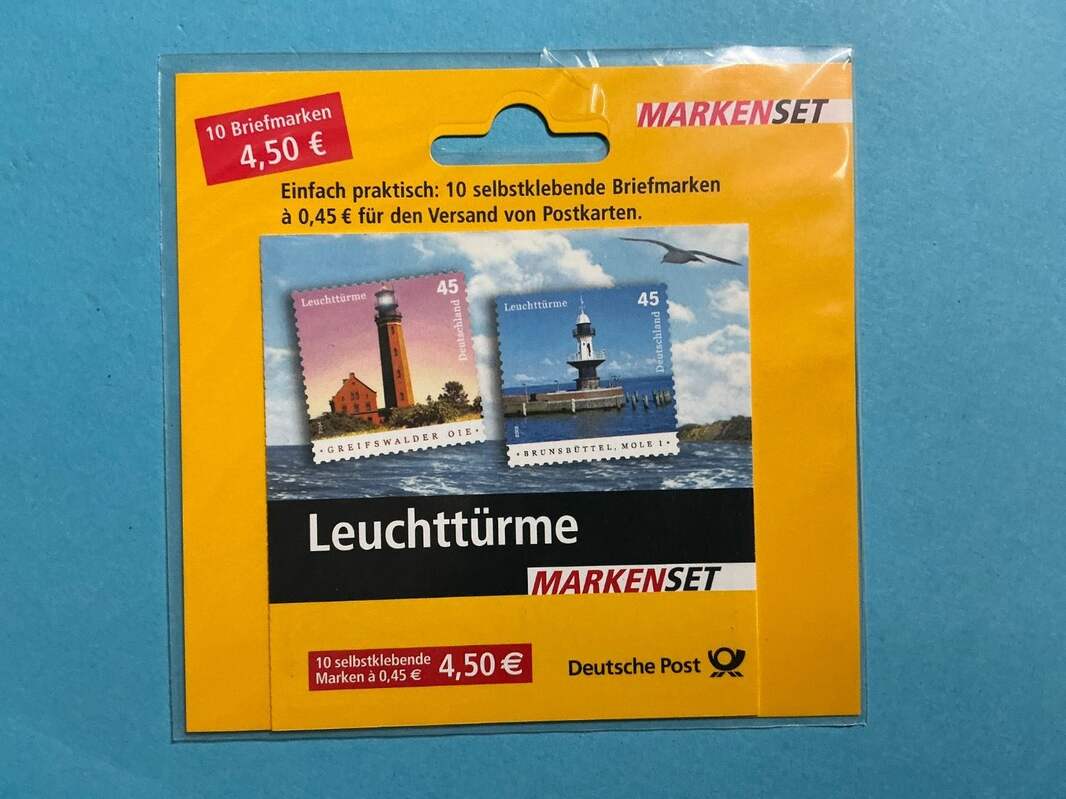 10 Briefmarken
4,50 €
MARKENSET
Einfach praktisch: 10 selbstklebende Briefmarken
à 0,45 € für den Versand von Postkarten.
Leuchttürme
45
Deutschland
· GREIFSWALDER OIE ·
Leuchttürme
45
Deutschland
· BRUNSBÜTTEL, MOLE 1 ·
Leuchttürme
MARKENSET
10 selbstklebende
Marken à 0,45 €
4,50 €
Deutsche Post